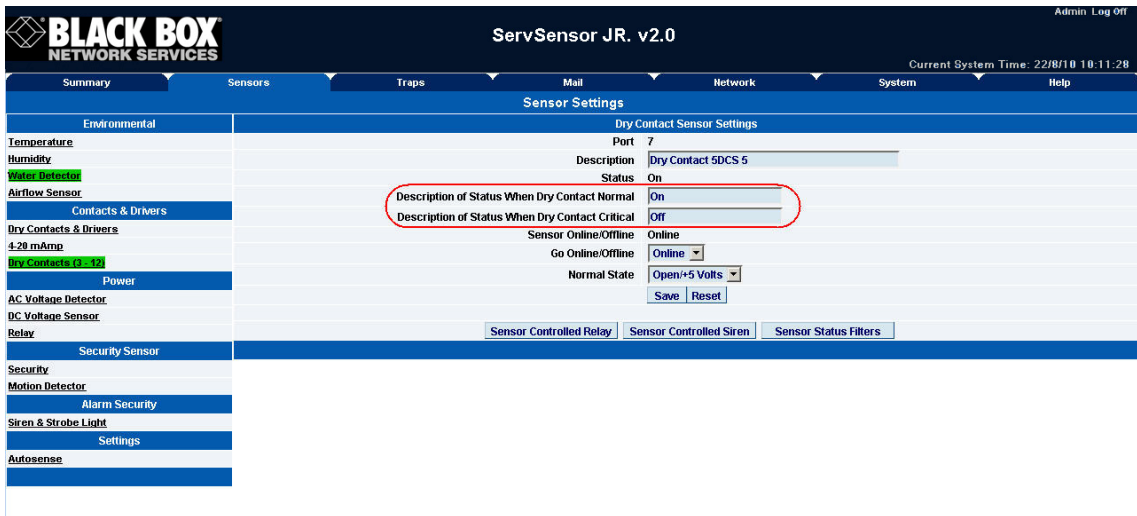 Admin Log Off
BLACK BOX
NETWORK SERVICES
ServSensor JR. v2.0
Current System Time: 22/8/10 10:11:28
Summary Sensors Traps Mail Network System Help
Sensor Settings
Environmental
Temperature
Humidity
Water Detector
Airflow Sensor
Contacts & Drivers
Dry Contacts & Drivers
4-20 mAmp
Dry Contacts (3 - 12)
Power
AC Voltage Detector
DC Voltage Sensor
Relay
Security Sensor
Security
Motion Detector
Alarm Security
Siren & Strobe Light
Settings
Autosense
Dry Contact Sensor Settings
Port 7
Description Dry Contact 5DCS 5
Status On
Description of Status When Dry Contact Normal On
Description of Status When Dry Contact Critical Off
Sensor Online/Offline Online
Go Online/Offline Online
Normal State Open/+5 Volts
Save Reset
Sensor Controlled Relay Sensor Controlled Siren Sensor Status Filters